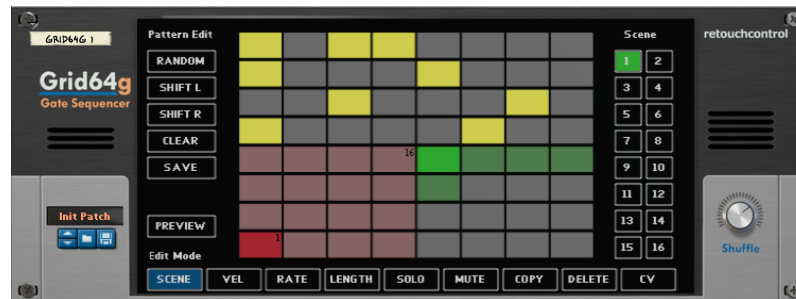 GRID64G 1
Grid64g
Gate Sequencer
Init Patch
Pattern Edit
RANDOM
SHIFT L
SHIFT R
CLEAR
SAVE
PREVIEW
Edit Mode
16
1
SCENE VEL RATE LENGTH SOLO MUTE COPY DELETE CV
Scene
1 2
3 4
5 6
7 8
9 10
11 12
13 14
15 16
retouchcontrol
Shuffle